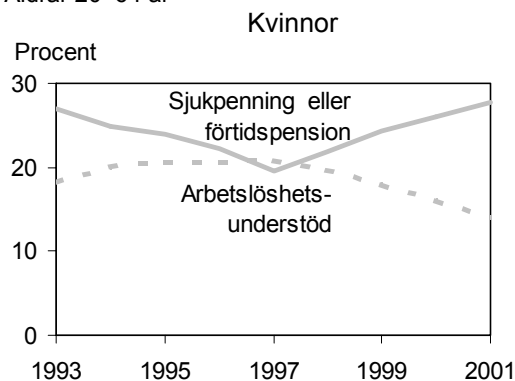 Kvinnor
Procent
30
Sjukpenning eller
förtidspension
20
Arbetslöshets-
understöd
10
0
1993 1995 1997 1999 2001